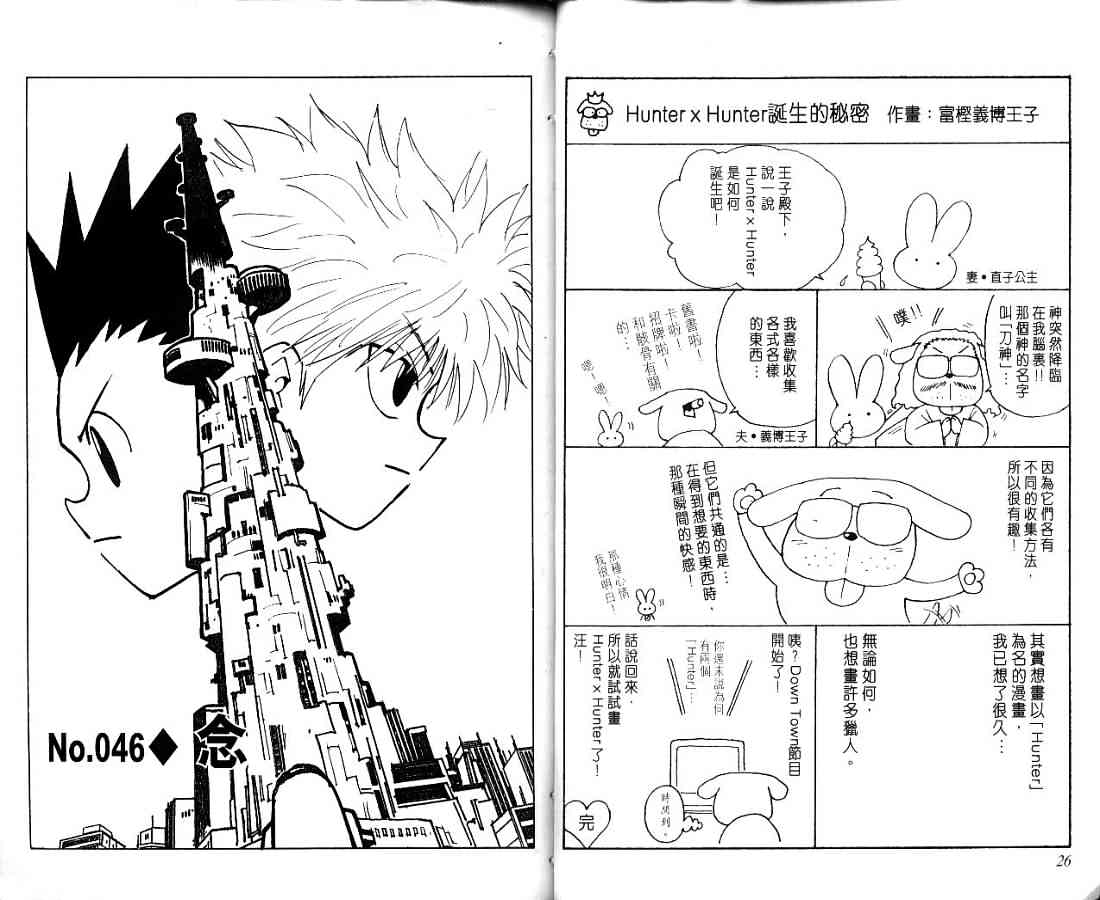 Hunter x Hunter誕生的秘密 作畫：富樫義博王子
王子殿下，
說一說
Hunter x Hunter
是如何
誕生吧！
妻•直子公主
神突然降臨
在我腦裏!!
那個神的名字
叫「刀神」…
噗!!
我喜歡收集
各式各樣
的東西…
舊書啦！
卡啦！
招牌啦！
和骸骨有關
的…
嗯！嗯！
夫•義博王子
因為它們各有
不同的收集方法，
所以很有趣！
但它們共通的是…
在得到想要的東西時，
那種瞬間的快感！
那種心情
我很明白！
其實想畫以「Hunter」
為名的漫畫，
我已想了很久…
無論如何，
也想畫許多獵人。
咦？Down Town節目
開始了！
你還未說為何
有兩個
「Hunter」…
時間到。
話說回來，
所以就試試畫
Hunter x Hunter了！
汪！
完
26
No.046◆念